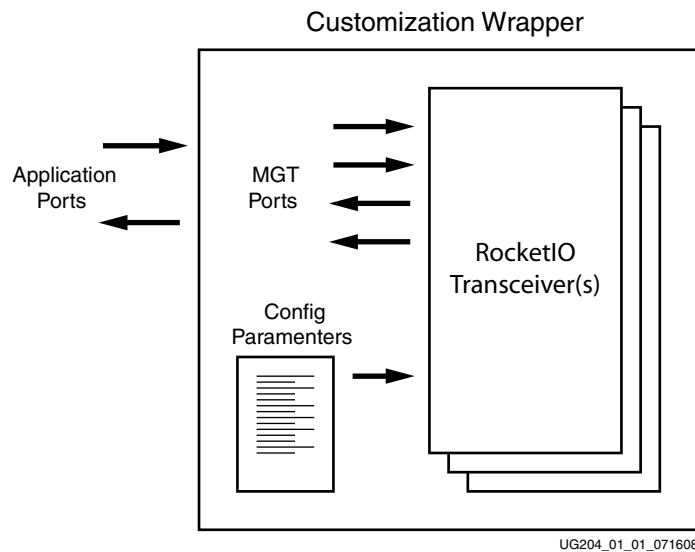 Customization Wrapper
Application
Ports
MGT
Ports
RocketIO
Transceiver(s)
Config
Paramenters
UG204_01_01_071608